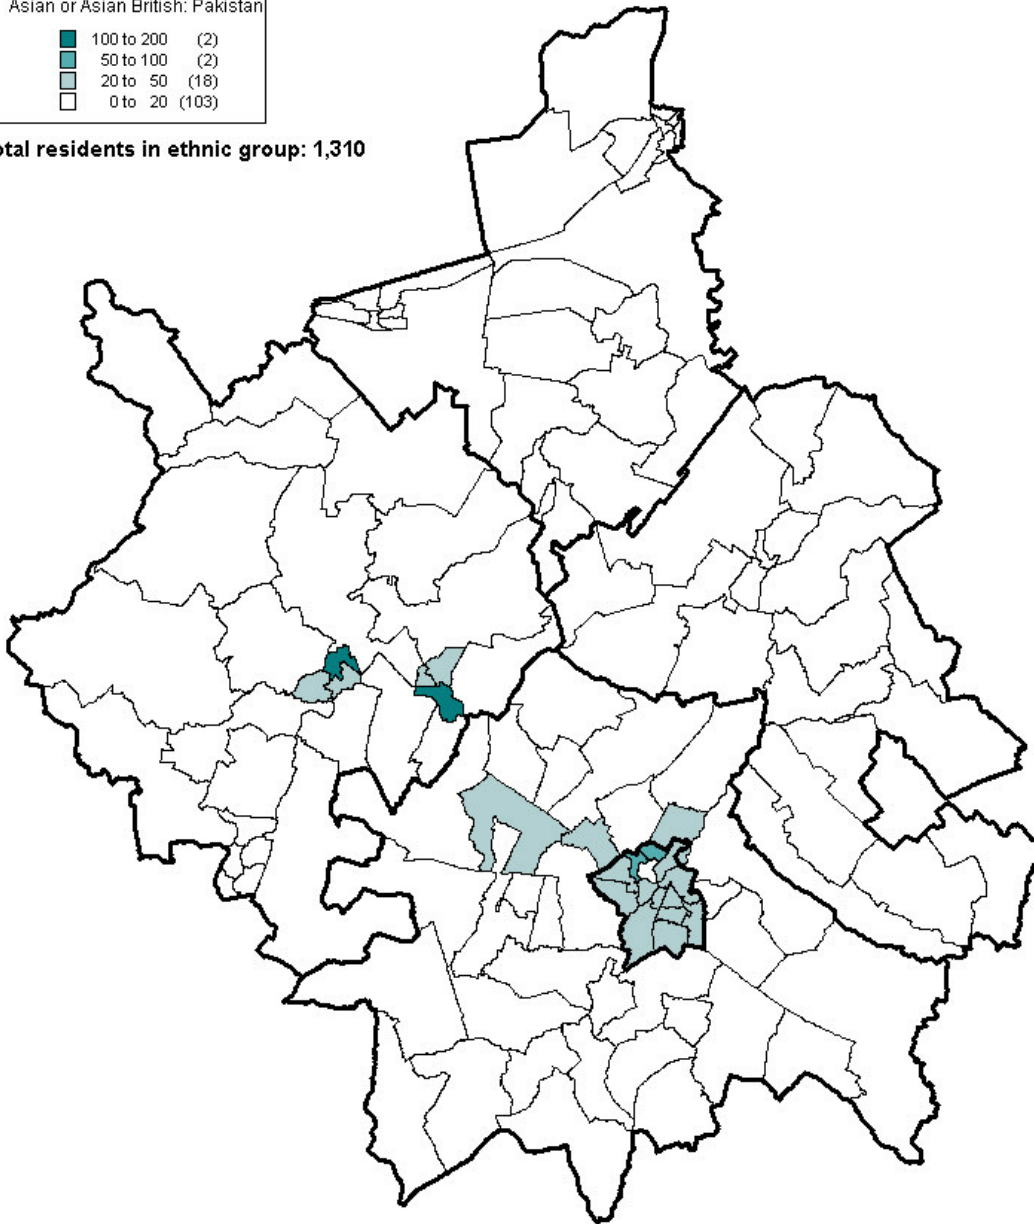 Asian or Asian British: Pakistan
100 to 200 (2)
50 to 100 (2)
20 to 50 (18)
0 to 20 (103)
otal residents in ethnic group: 1,310